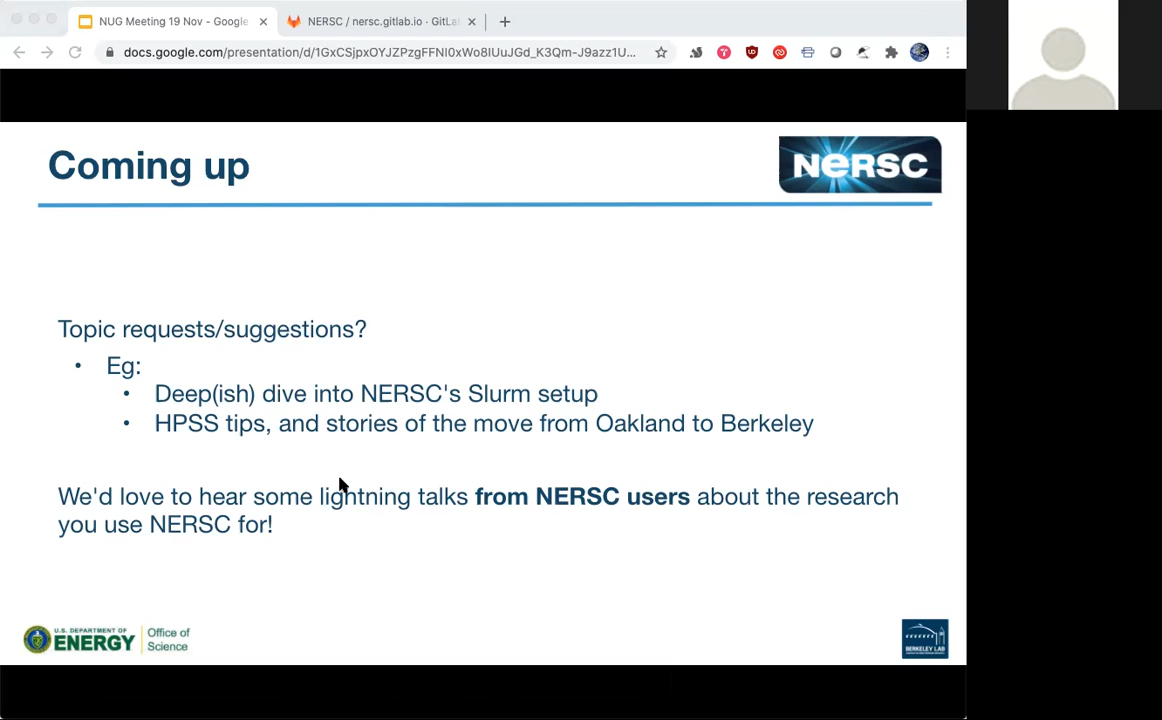 NUG Meeting 19 Nov - Google
NERSC / nersc.gitlab.io · GitLa
docs.google.com/presentation/d/1GxCSjpxOYJZPzgFFNI0xWo8IUuJGd_K3Qm-J9azz1U...
Coming up
NERSC
Topic requests/suggestions?
• Eg:
• Deep(ish) dive into NERSC's Slurm setup
• HPSS tips, and stories of the move from Oakland to Berkeley
We'd love to hear some lightning talks from NERSC users about the research
you use NERSC for!
U.S. DEPARTMENT OF
ENERGY
Office of
Science
BERKELEY LAB